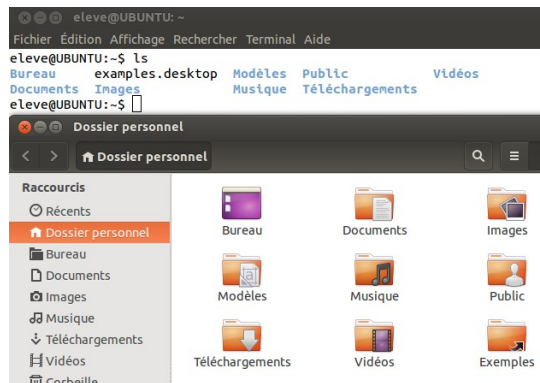 eleve@UBUNTU: ~
Fichier Édition Affichage Rechercher Terminal Aide
eleve@UBUNTU:~$ ls
Bureau examples.desktop Modèles Public Vidéos
Documents Images Musique Téléchargements
eleve@UBUNTU:~$
Dossier personnel
Dossier personnel
Raccourcis
Récents
Dossier personnel
Bureau
Documents
Images
Musique
Téléchargements
Vidéos
Corbeille
Bureau Documents Images
Modèles Musique Public
Téléchargements Vidéos Exemples